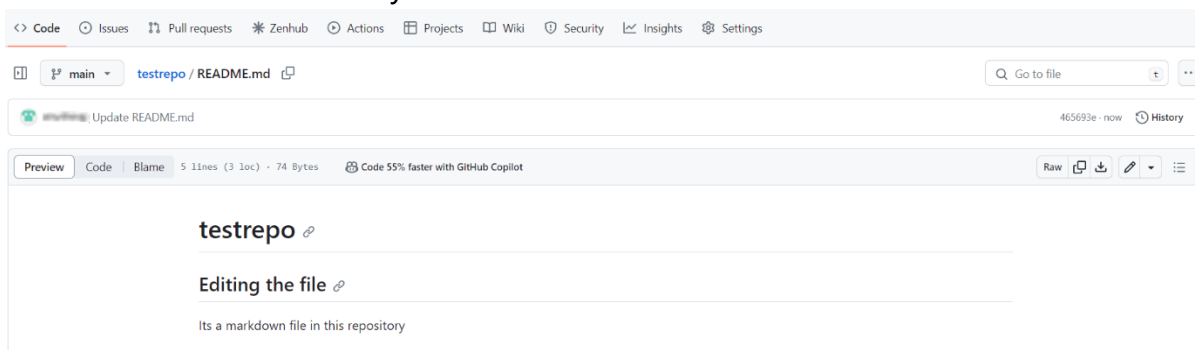 <> Code Issues Pull requests Zenhub Actions Projects Wiki Security Insights Settings
main testrepo / README.md Go to file t
Update README.md 465693e · now History
Preview Code Blame 5 lines (3 loc) · 74 Bytes Code 55% faster with GitHub Copilot Raw
testrepo
Editing the file
Its a markdown file in this repository